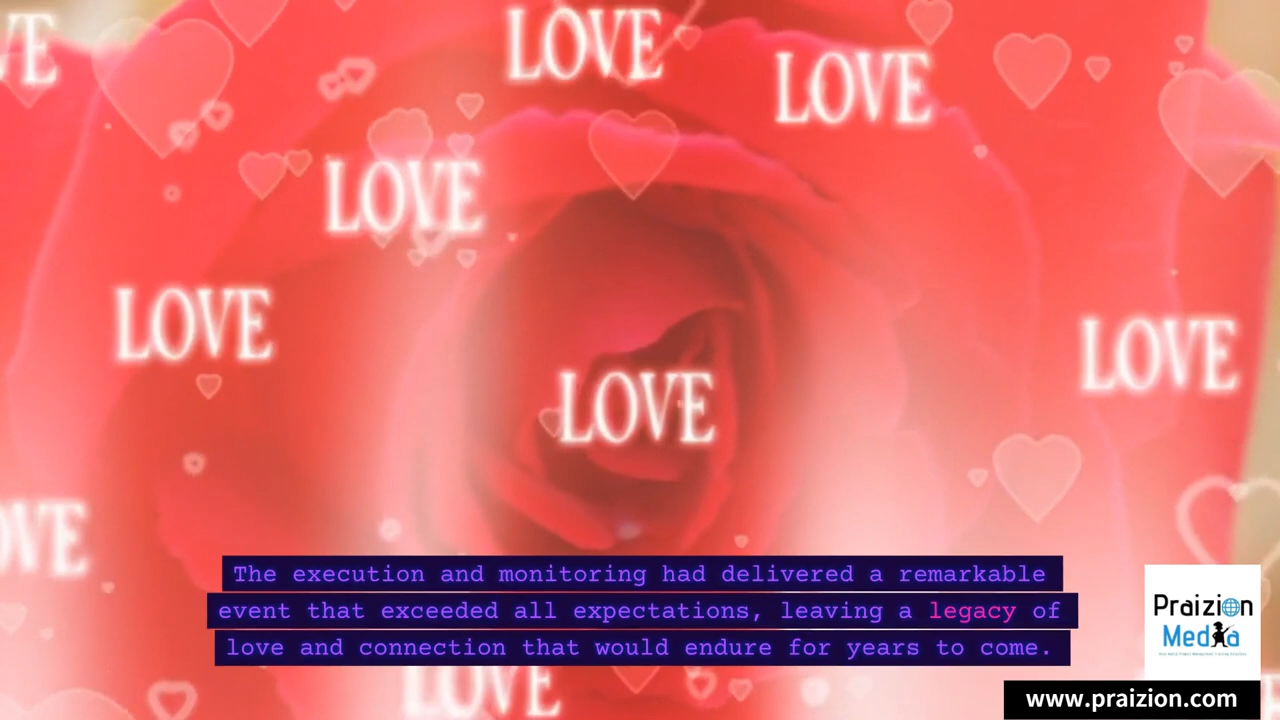 LOVE
LOVE
LOVE
LOVE
LOVE
LOVE
The execution and monitoring had delivered a remarkable
event that exceeded all expectations, leaving a legacy of
love and connection that would endure for years to come.
LOVE
Praizion
Media
www.praizion.com